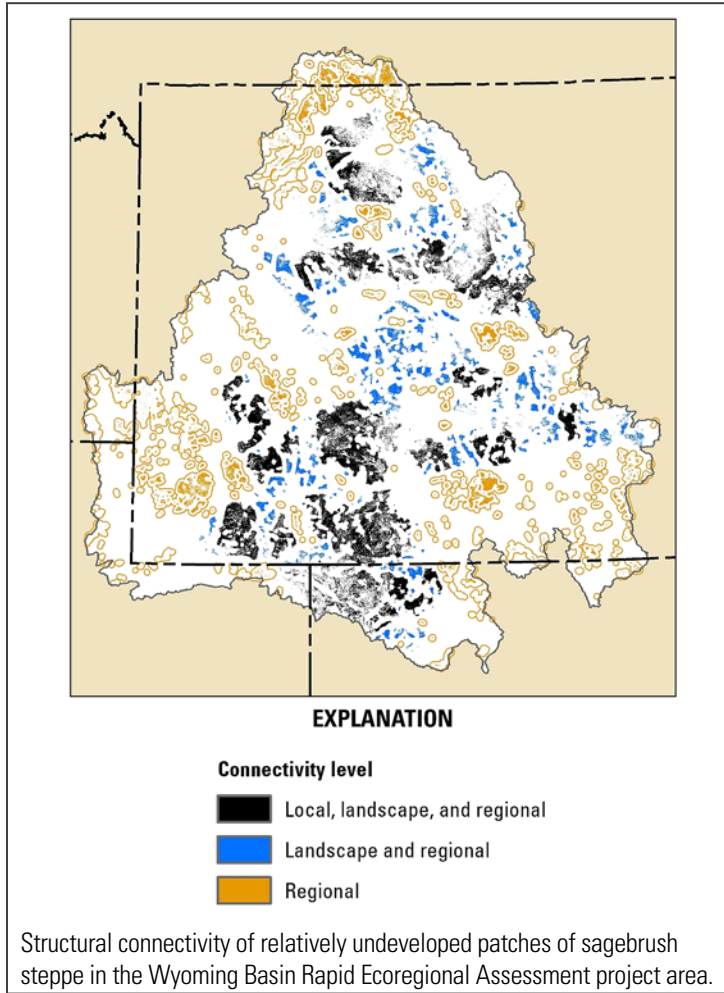 EXPLANATION
Connectivity level
Local, landscape, and regional
Landscape and regional
Regional
Structural connectivity of relatively undeveloped patches of sagebrush
steppe in the Wyoming Basin Rapid Ecoregional Assessment project area.